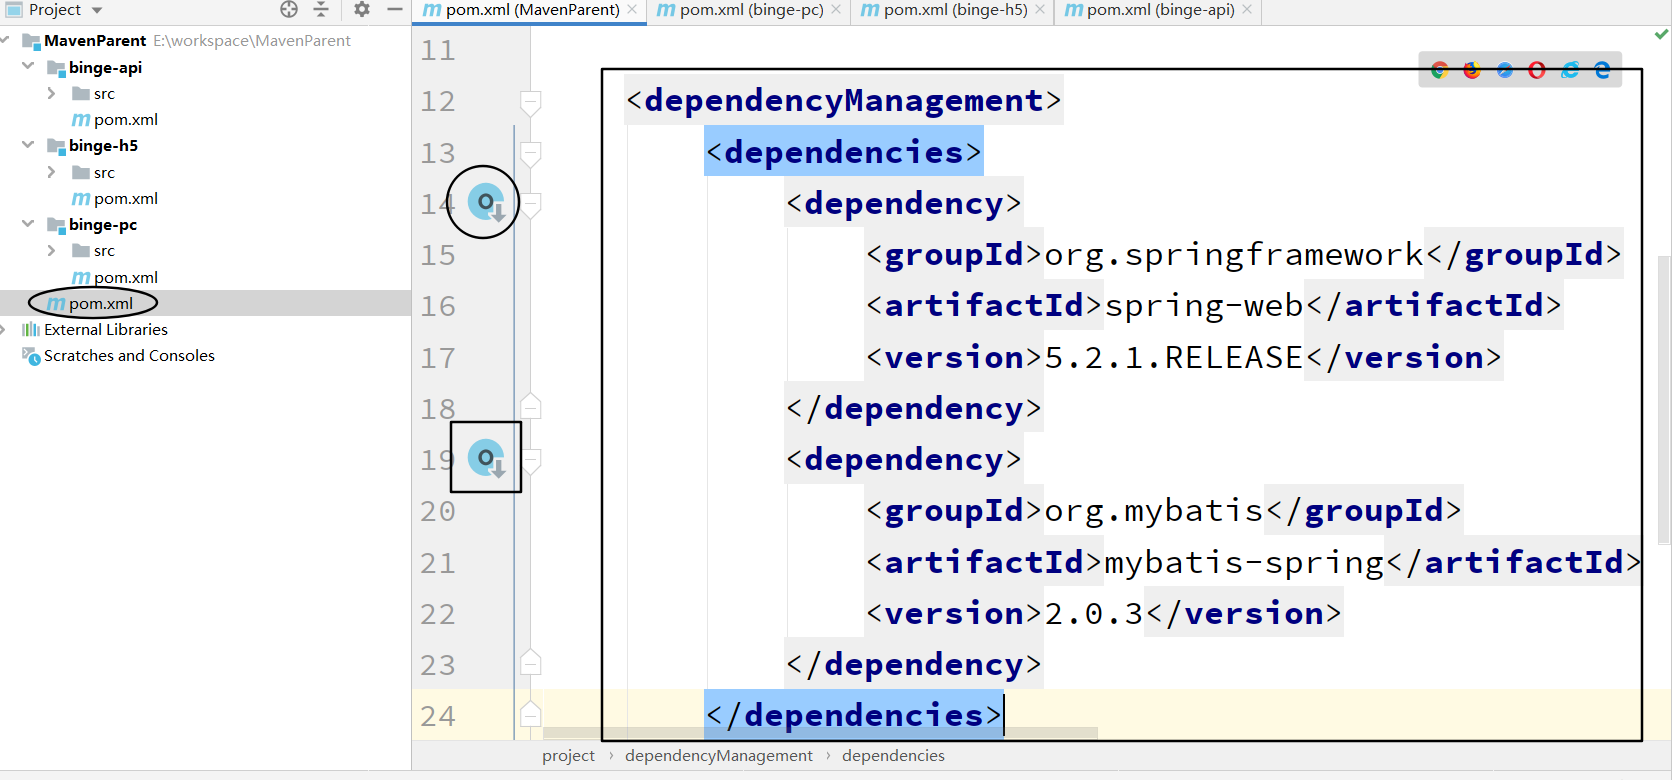 Project
pom.xml (MavenParent)
pom.xml (binge-pc)
pom.xml (binge-h5)
pom.xml (binge-api)
MavenParent E:\workspace\MavenParent
binge-api
src
pom.xml
binge-h5
src
pom.xml
binge-pc
src
pom.xml
pom.xml
External Libraries
Scratches and Consoles
11
12 <dependencyManagement>
13 <dependencies>
14 <dependency>
15 <groupId>org.springframework</groupId>
16 <artifactId>spring-web</artifactId>
17 <version>5.2.1.RELEASE</version>
18 </dependency>
19 <dependency>
20 <groupId>org.mybatis</groupId>
21 <artifactId>mybatis-spring</artifactId>
22 <version>2.0.3</version>
23 </dependency>
24 </dependencies>
project › dependencyManagement › dependencies